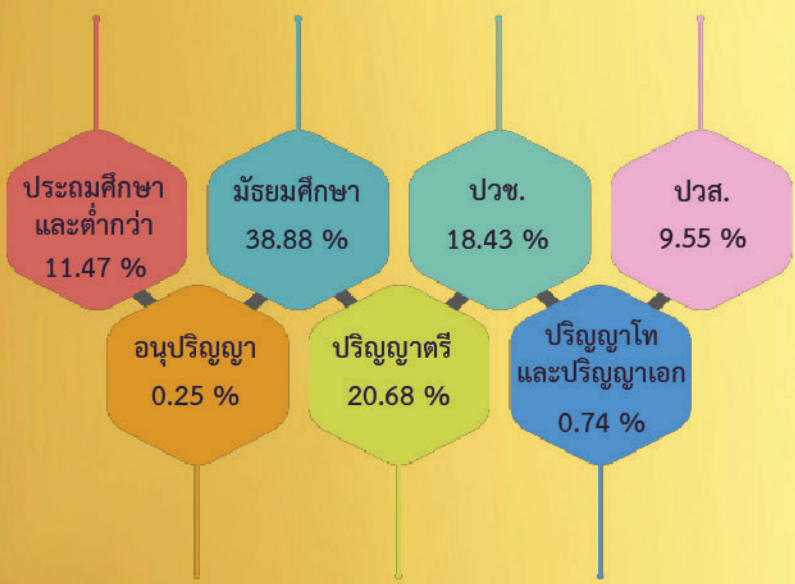 ประถมศึกษา
และต่ำกว่า
11.47 %
มัธยมศึกษา
38.88 %
ปวช.
18.43 %
ปวส.
9.55 %
อนุปริญญา
0.25 %
ปริญญาตรี
20.68 %
ปริญญาโท
และปริญญาเอก
0.74 %